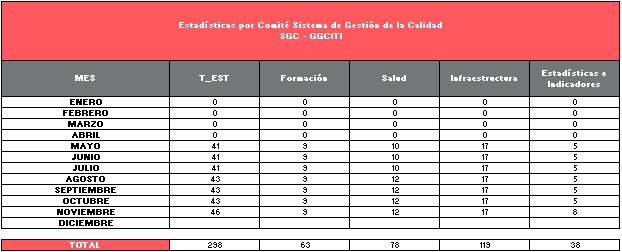 Estadísticas por Comité Sistema de Gestión de la Calidad
SGC - GGCITI
MES T_EST Formación Salud Infraestructura Estadísticas e Indicadores
ENERO 0 0 0 0 0
FEBRERO 0 0 0 0 0
MARZO 0 0 0 0 0
ABRIL 0 0 0 0 0
MAYO 41 9 10 17 5
JUNIO 41 9 10 17 5
JULIO 41 9 10 17 5
AGOSTO 43 9 12 17 5
SEPTIEMBRE 43 9 12 17 5
OCTUBRE 43 9 12 17 5
NOVIEMBRE 46 9 12 17 8
DICIEMBRE
TOTAL 298 63 78 119 38